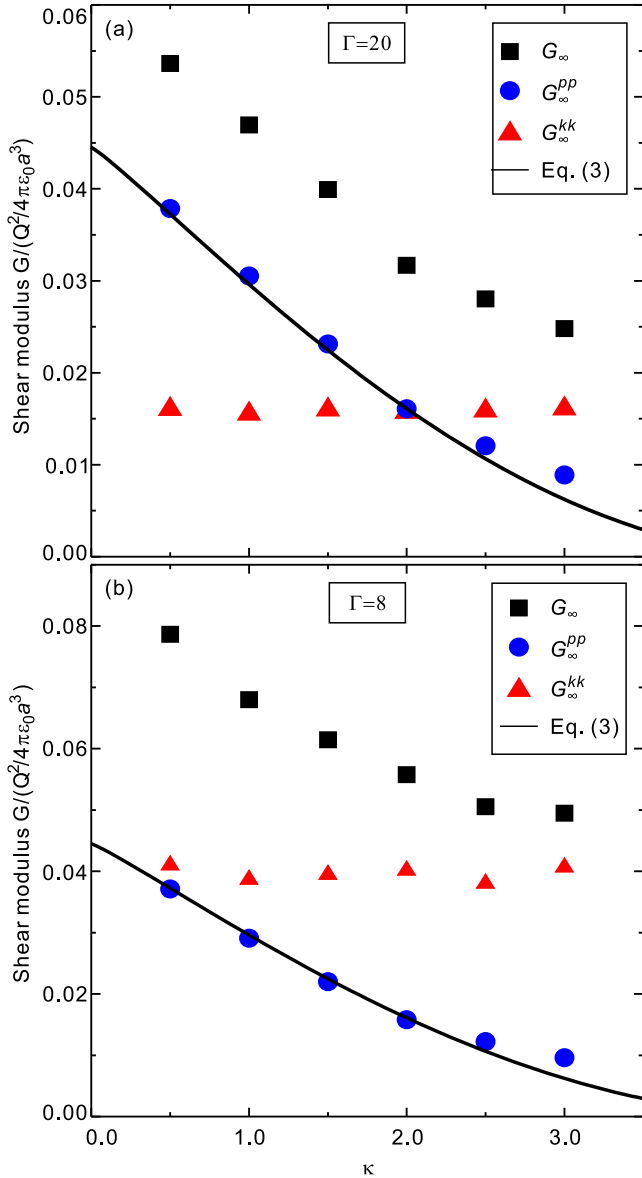 (a)
Γ=20
G∞
G∞^pp
G∞^kk
Eq. (3)
Shear modulus G/(Q²/4πε₀a³)
0.06
0.05
0.04
0.03
0.02
0.01
0.00
(b)
Γ=8
G∞
G∞^pp
G∞^kk
Eq. (3)
Shear modulus G/(Q²/4πε₀a³)
0.08
0.06
0.04
0.02
0.00
0.0 1.0 2.0 3.0
κ